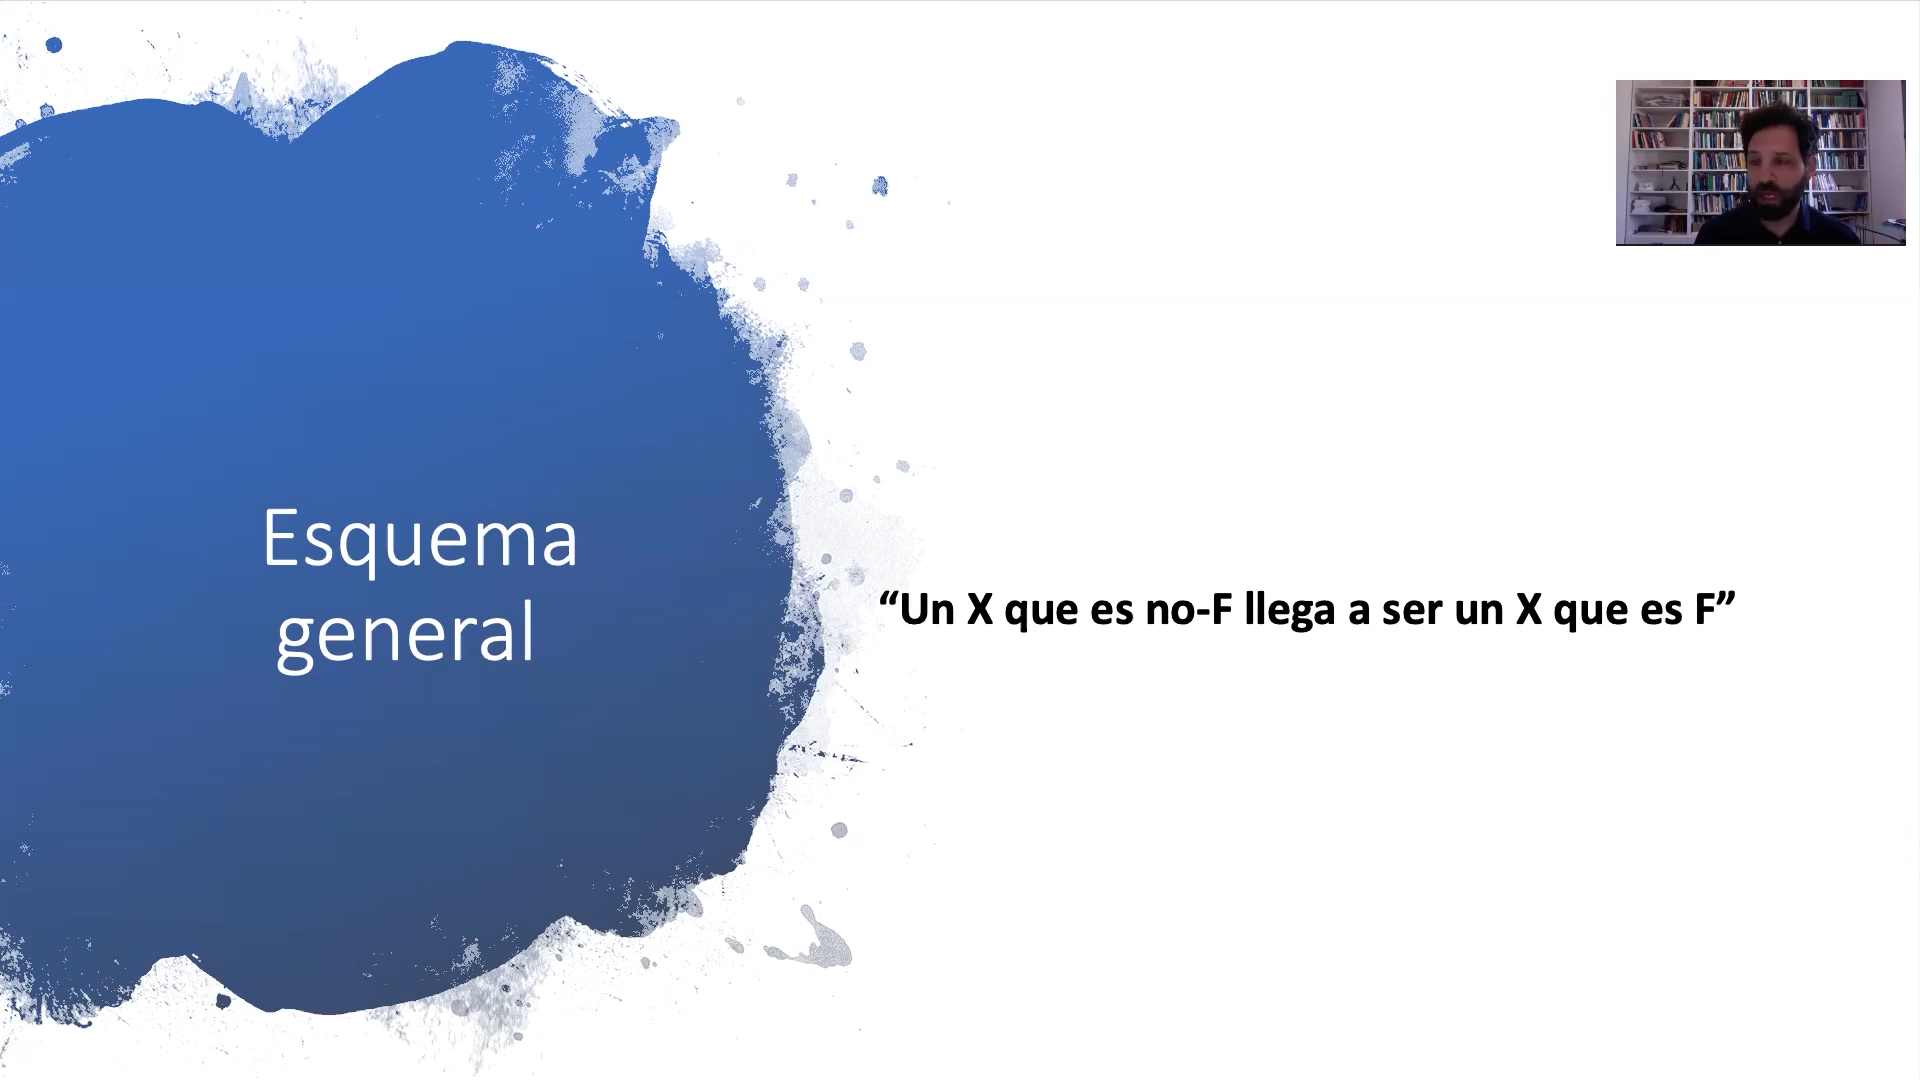 Esquema
general
“Un X que es no-F llega a ser un X que es F”